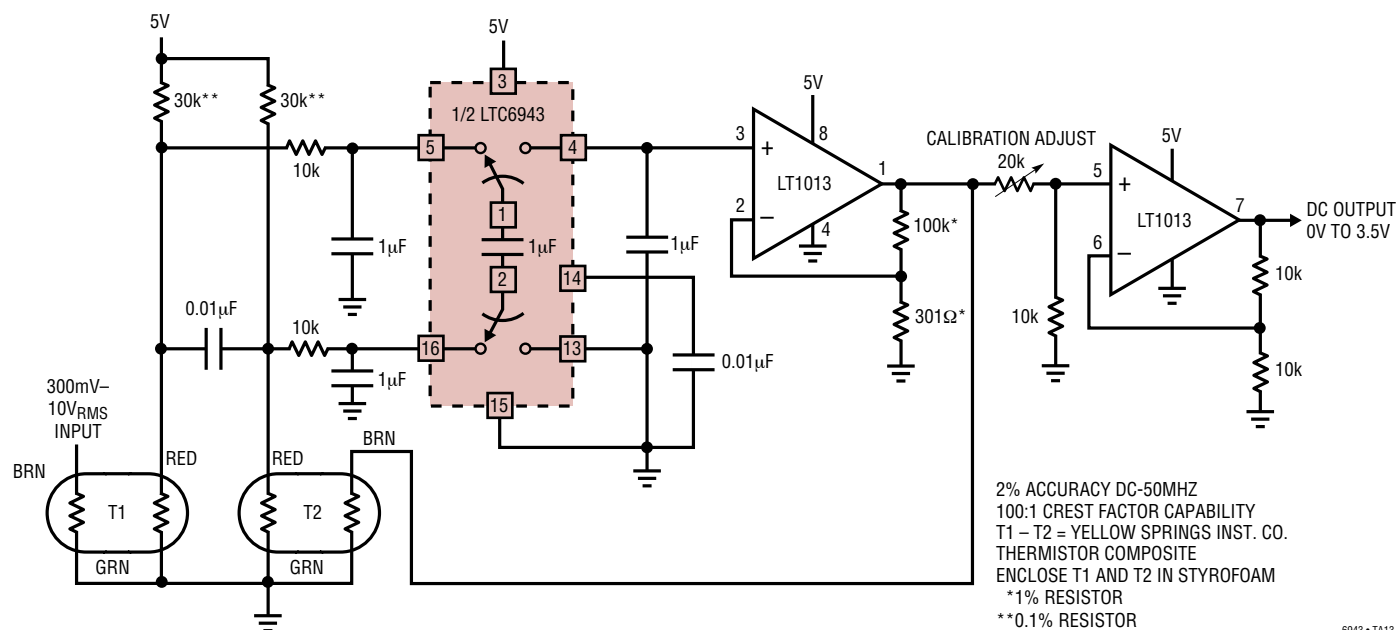 5V
30k**
30k**
10k
1µF
0.01µF
10k
1µF
300mV–
10VRMS
INPUT
BRN
RED
T1
GRN
RED
T2
GRN
BRN
5V
3
1/2 LTC6943
5
4
1
1µF
2
14
16
13
15
1µF
0.01µF
5V
3
8
+
LT1013
1
2
–
4
100k*
301Ω*
CALIBRATION ADJUST
20k
10k
5V
5
+
LT1013
7
6
–
DC OUTPUT
0V TO 3.5V
10k
10k
2% ACCURACY DC-50MHZ
100:1 CREST FACTOR CAPABILITY
T1 – T2 = YELLOW SPRINGS INST. CO.
THERMISTOR COMPOSITE
ENCLOSE T1 AND T2 IN STYROFOAM
*1% RESISTOR
**0.1% RESISTOR